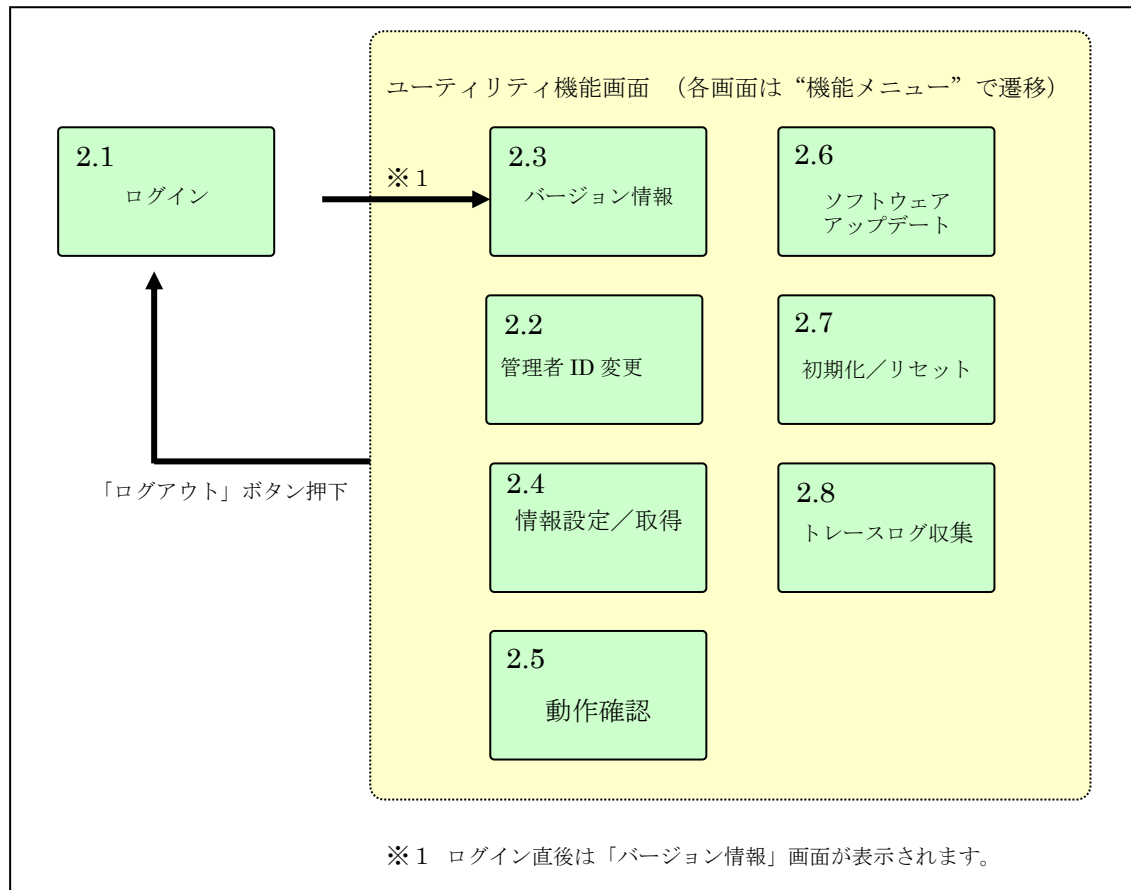 ユーティリティ機能画面 （各画面は“機能メニュー”で遷移）
2.1
ログイン
※１
2.3
バージョン情報
2.6
ソフトウェア
アップデート
2.2
管理者 ID 変更
2.7
初期化／リセット
「ログアウト」ボタン押下
2.4
情報設定／取得
2.8
トレースログ収集
2.5
動作確認
※１ ログイン直後は「バージョン情報」画面が表示されます。